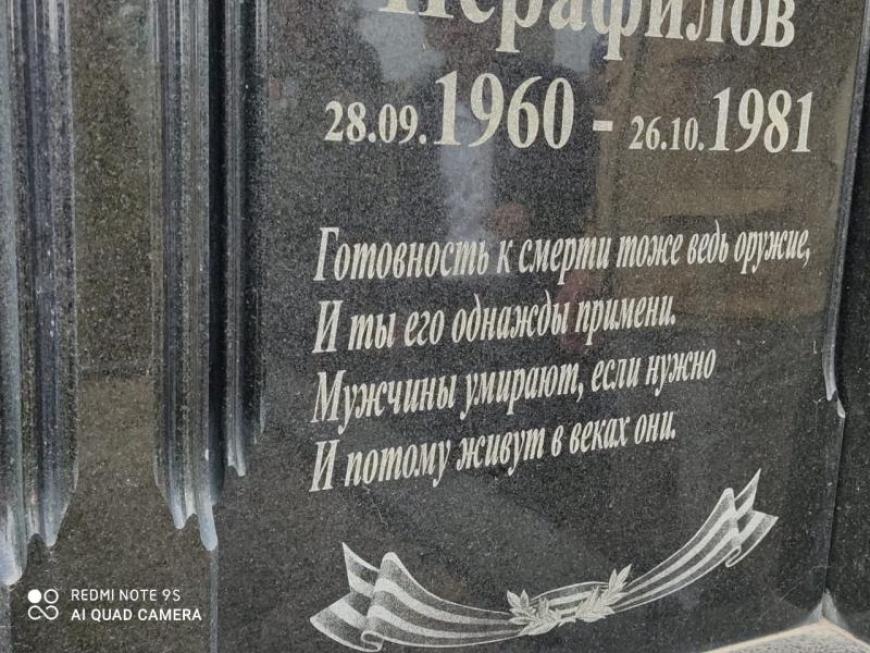 Исрафилов
28.09.1960 - 26.10.1981
Готовность к смерти тоже ведь оружие,
И ты его однажды примени.
Мужчины умирают, если нужно
И потому живут в веках они.
REDMI NOTE 9S
AI QUAD CAMERA